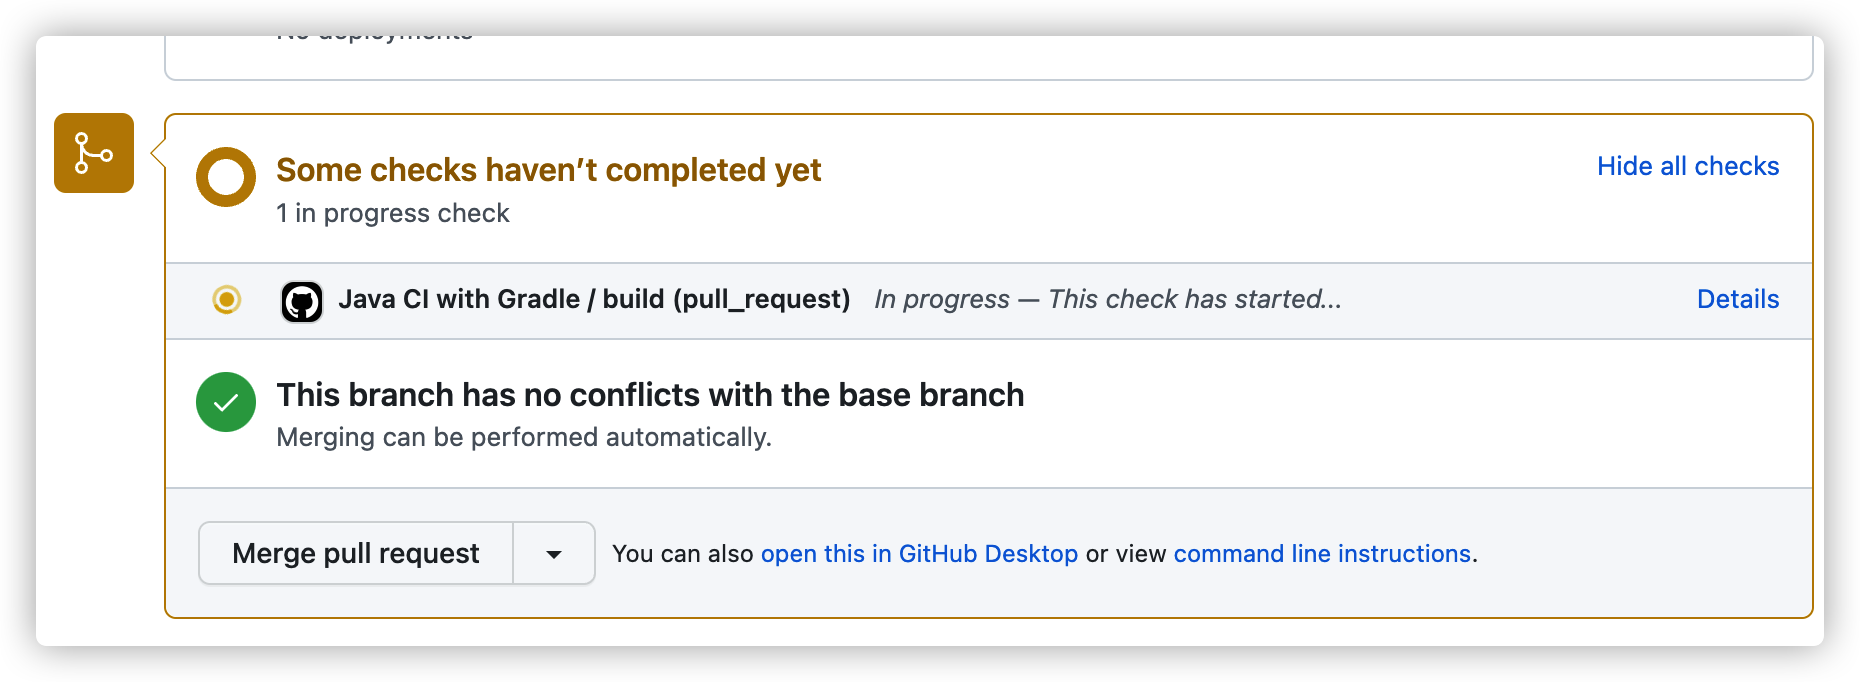 No deployments
Some checks haven’t completed yet
Hide all checks
1 in progress check
Java CI with Gradle / build (pull_request) In progress — This check has started...
Details
This branch has no conflicts with the base branch
Merging can be performed automatically.
Merge pull request
You can also open this in GitHub Desktop or view command line instructions.